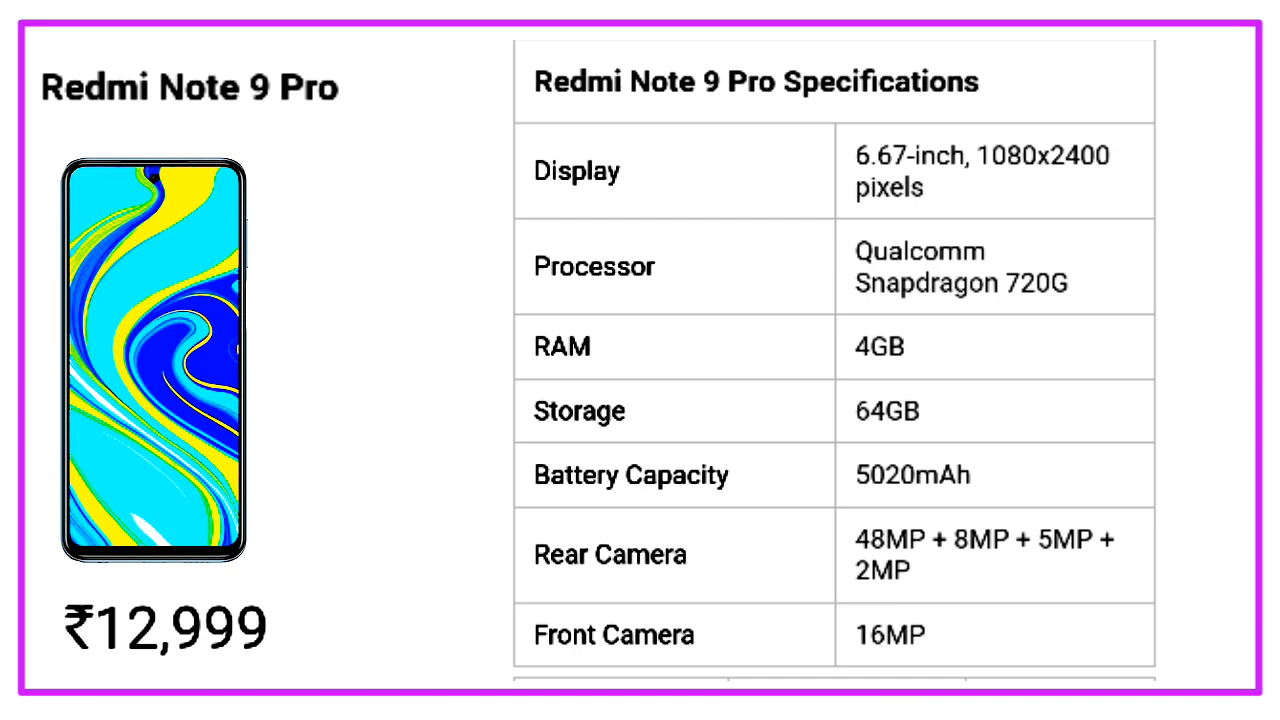 Redmi Note 9 Pro
₹12,999
Redmi Note 9 Pro Specifications
Display
6.67-inch, 1080x2400
pixels
Processor
Qualcomm
Snapdragon 720G
RAM
4GB
Storage
64GB
Battery Capacity
5020mAh
Rear Camera
48MP + 8MP + 5MP +
2MP
Front Camera
16MP